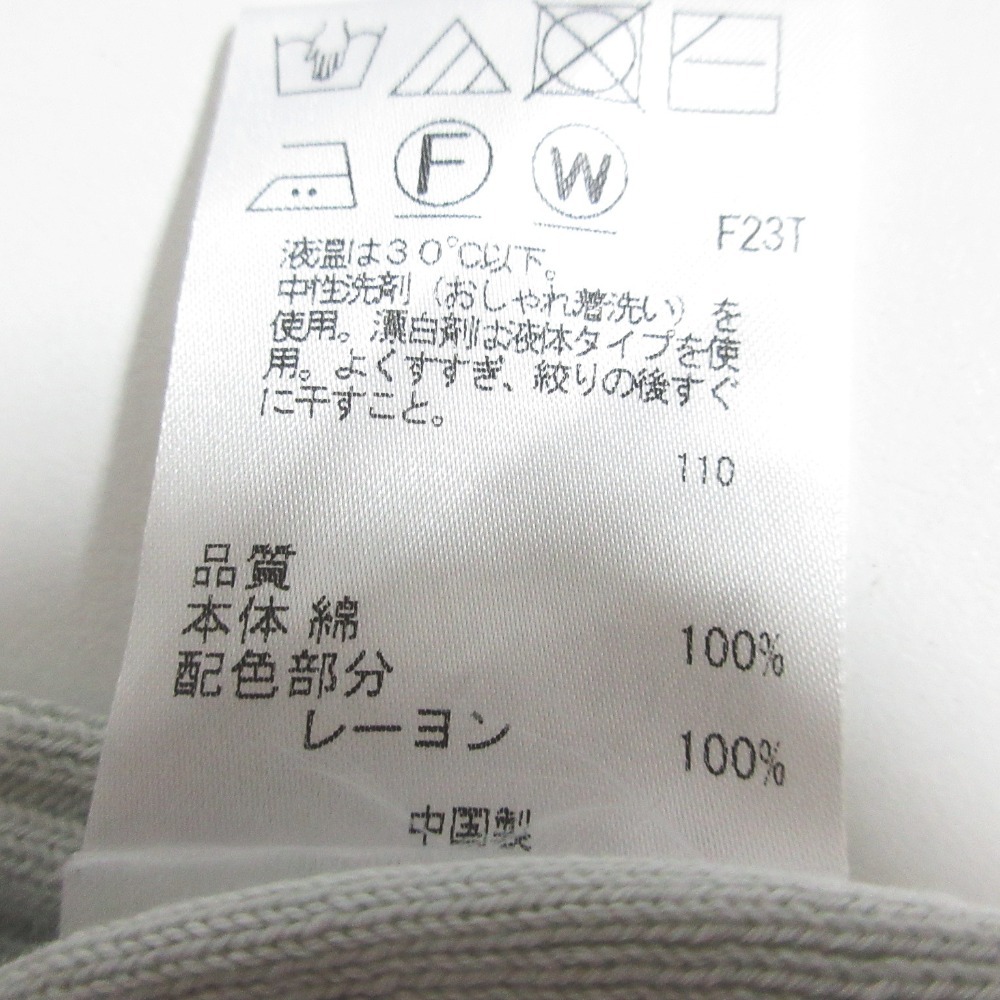 F
W
F23T
液温は30℃以下。
中性洗剤（おしゃれ着洗い）を
使用。漂白剤は液体タイプを使
用。よくすすぎ、絞りの後すぐ
に干すこと。
110
品質
本体 綿 100%
配色部分
レーヨン 100%
中国製